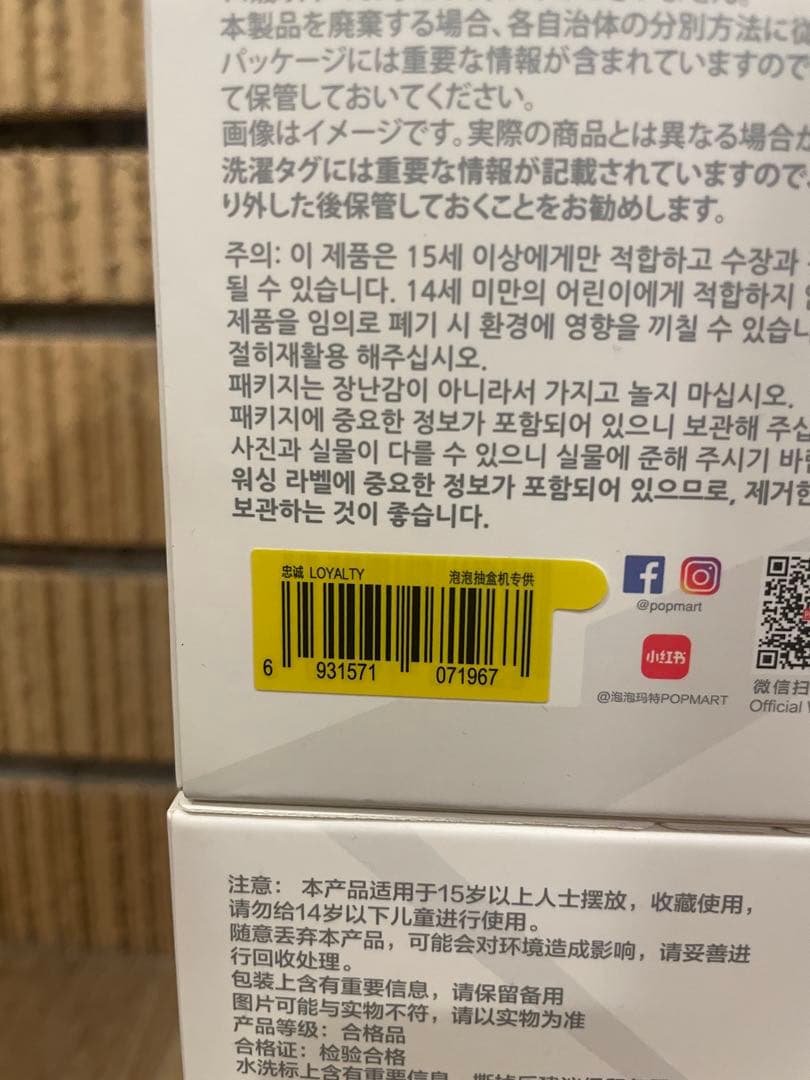 本製品を廃棄する場合、各自治体の分別方法に従
パッケージには重要な情報が含まれていますので
て保管しておいてください。
画像はイメージです。実際の商品とは異なる場合が
洗濯タグには重要な情報が記載されていますので、
り外した後保管しておくことをお勧めします。
주의: 이 제품은 15세 이상에게만 적합하고 수장과
될 수 있습니다. 14세 미만의 어린이에게 적합하지
제품을 임의로 폐기 시 환경에 영향을 끼칠 수 있습니
절히재활용 해주십시오.
패키지는 장난감이 아니라서 가지고 놀지 마십시오.
패키지에 중요한 정보가 포함되어 있으니 보관해 주십
사진과 실물이 다를 수 있으니 실물에 준해 주시기 바
워싱 라벨에 중요한 정보가 포함되어 있으므로, 제거한
보관하는 것이 좋습니다.
忠诚 LOYALTY 泡泡抽盒机专供
6 931571 071967
@popmart
小红书
@泡泡玛特POPMART
微信扫
Official
注意： 本产品适用于15岁以上人士摆放，收藏使用，
请勿给14岁以下儿童进行使用。
随意丢弃本产品，可能会对环境造成影响，请妥善进
行回收处理。
包装上含有重要信息，请保留备用
图片可能与实物不符，请以实物为准
产品等级：合格品
合格证：检验合格
水洗标上含有重要信息